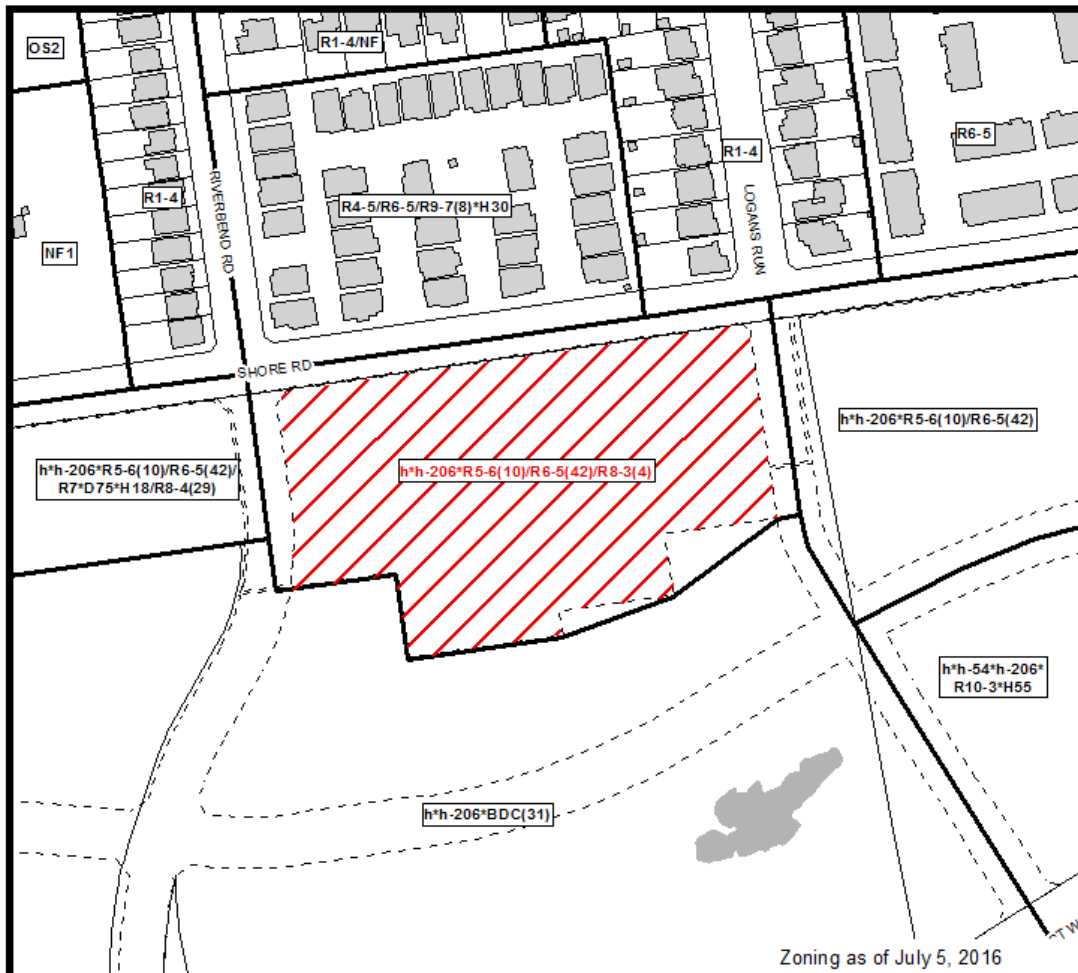 OS2
R1-4/NF
R6-5
R1-4
R1-4
RIVERBEND RD
R4-5/R6-5/R9-7(8)*H30
LOGANS RUN
NF1
SHORE RD
h*h-206*R5-6(10)/R6-5(42)
h*h-206*R5-6(10)/R6-5(42)/
R7*D75*H18/R8-4(29)
h*h-206*R5-6(10)/R6-5(42)/R8-3(4)
h*h-54*h-206*
R10-3*H55
h*h-206*BDC(31)
Zoning as of July 5, 2016